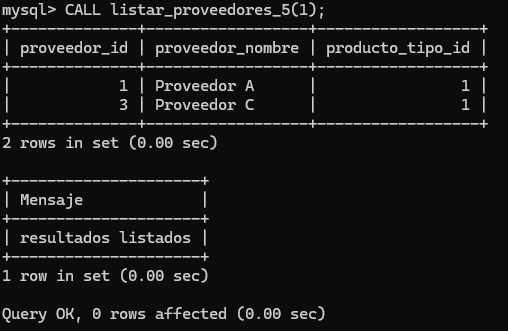 mysql> CALL listar_proveedores_5(1);
+--------------+------------------+------------------+
| proveedor_id | proveedor_nombre | producto_tipo_id |
+--------------+------------------+------------------+
|            1 | Proveedor A      |                1 |
|            3 | Proveedor C      |                1 |
+--------------+------------------+------------------+
2 rows in set (0.00 sec)

+---------------------+
| Mensaje             |
+---------------------+
| resultados listados |
+---------------------+
1 row in set (0.00 sec)

Query OK, 0 rows affected (0.00 sec)